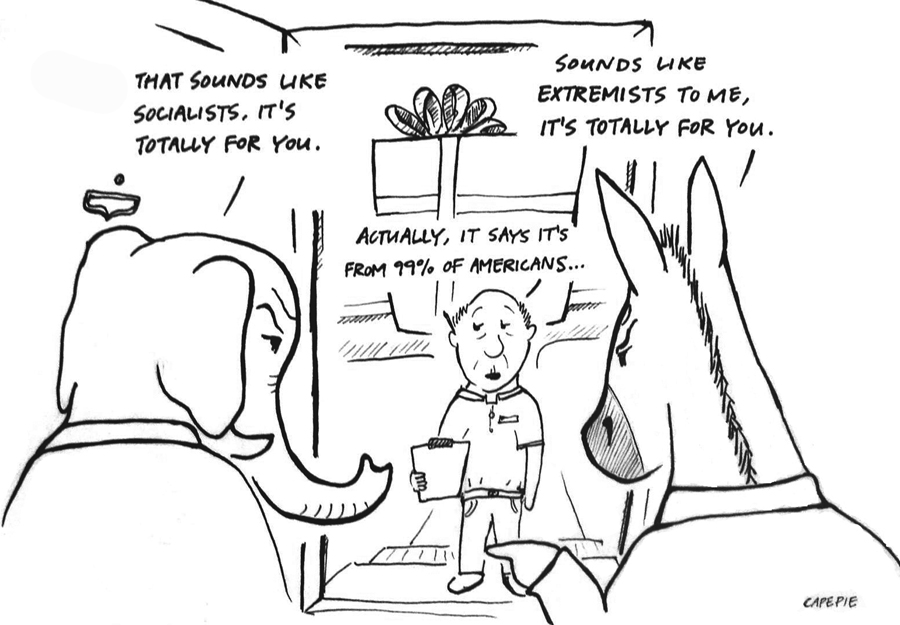 THAT SOUNDS LIKE
SOCIALISTS. IT'S
TOTALLY FOR YOU.
SOUNDS LIKE
EXTREMISTS TO ME,
IT'S TOTALLY FOR YOU.
ACTUALLY, IT SAYS IT'S
FROM 99% OF AMERICANS...
CAPEPIE